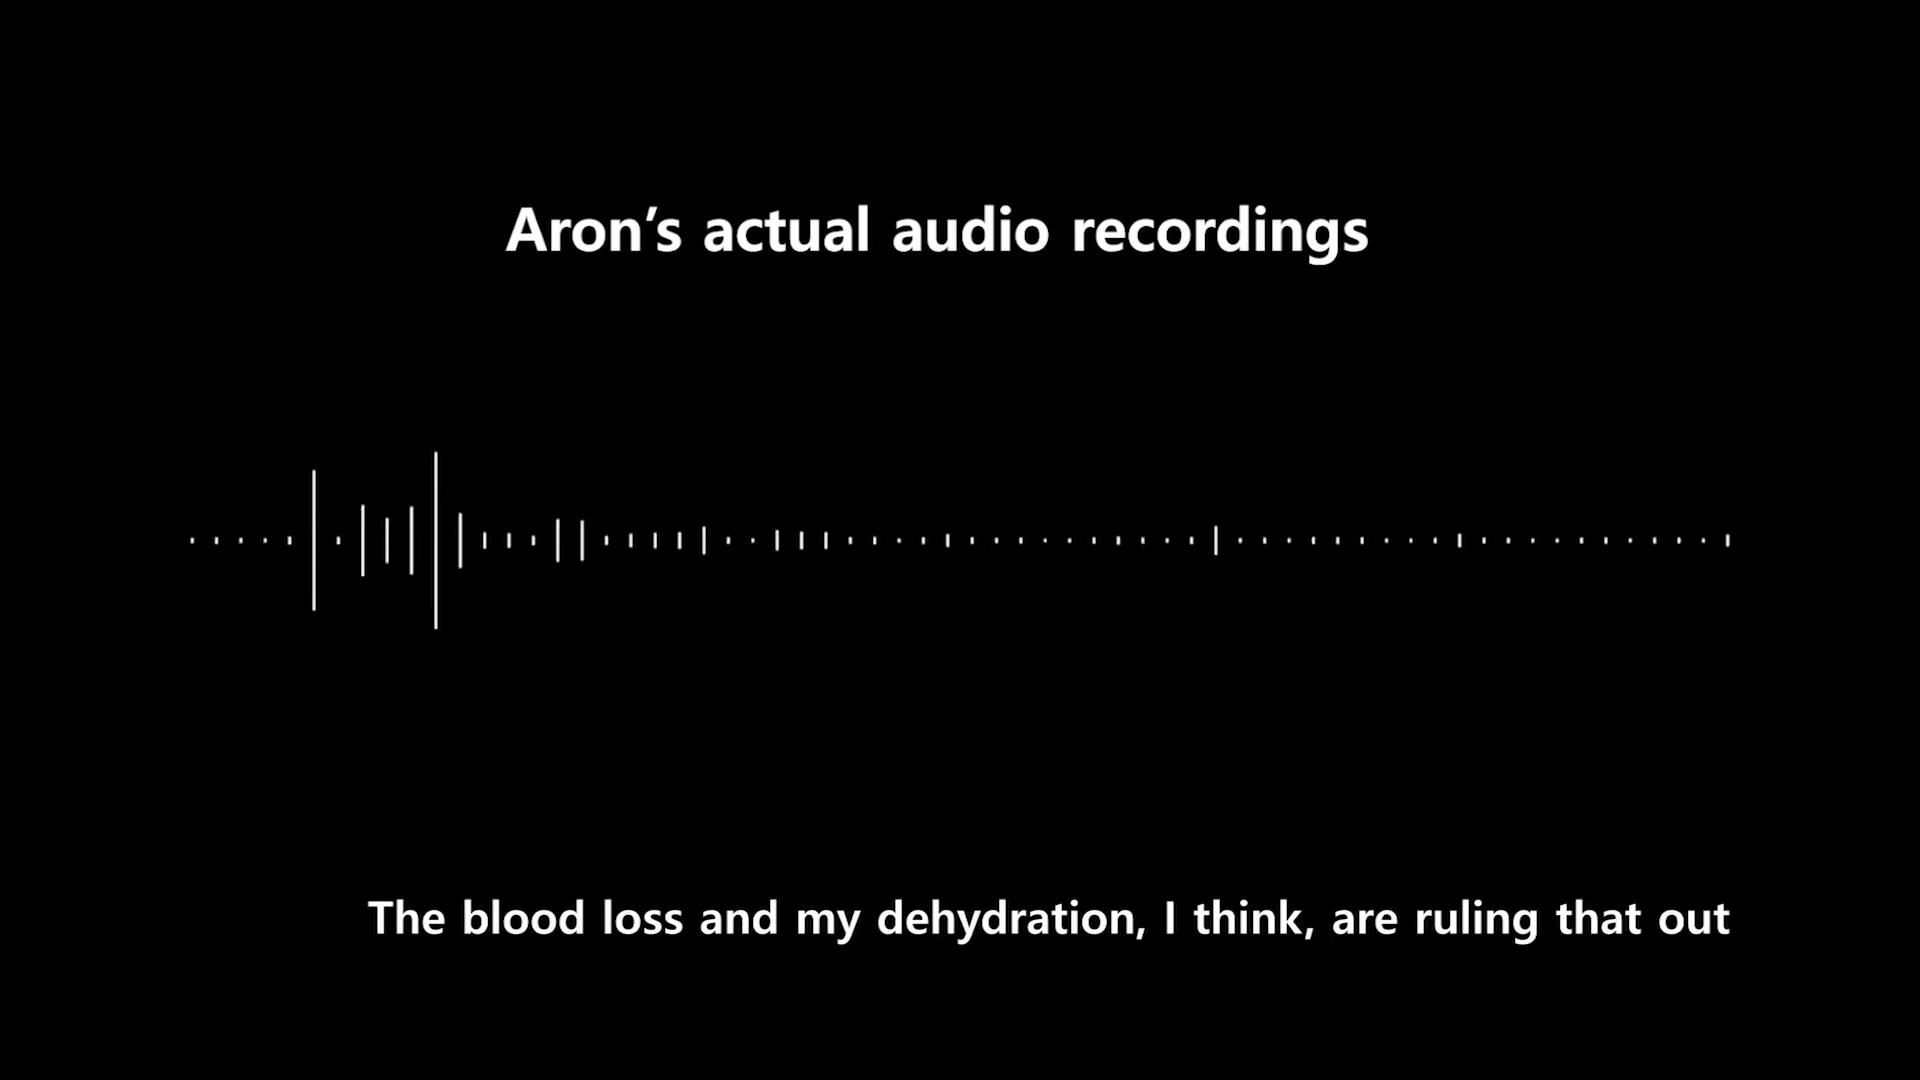 Aron’s actual audio recordings
The blood loss and my dehydration, I think, are ruling that out